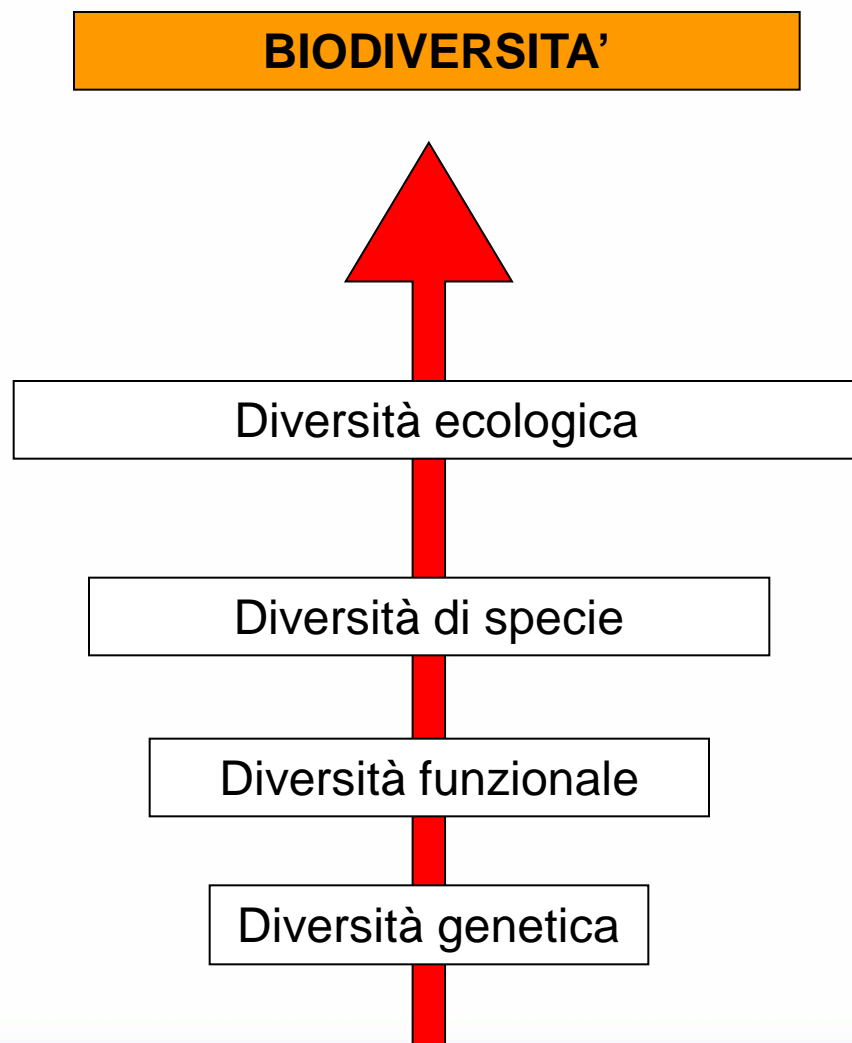 BIODIVERSITA’
Diversità ecologica
Diversità di specie
Diversità funzionale
Diversità genetica